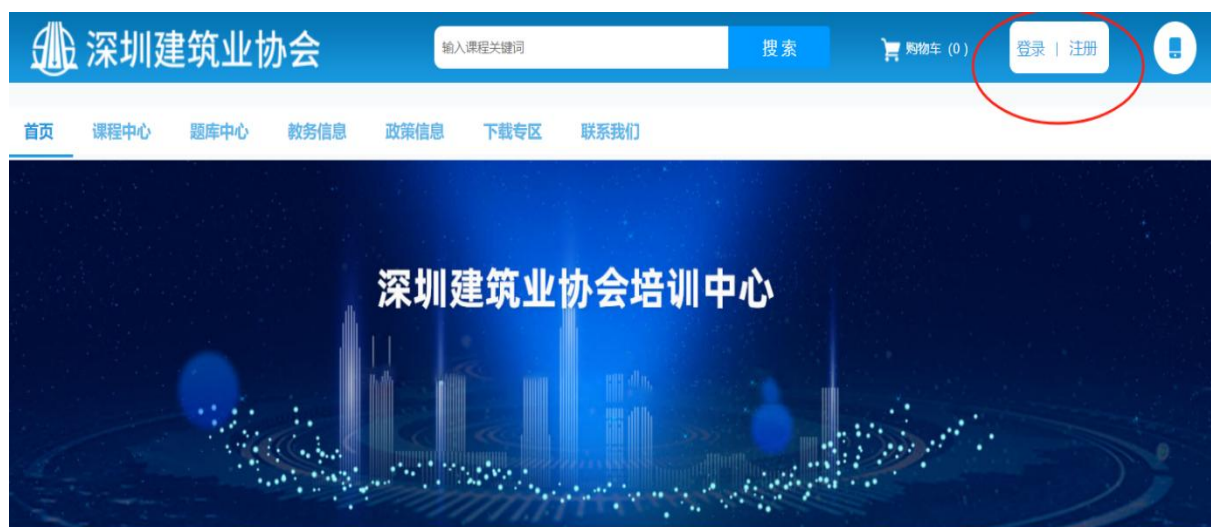 深圳建筑业协会
输入课程关键词
搜索
购物车 (0)
登录 | 注册
首页 课程中心 题库中心 教务信息 政策信息 下载专区 联系我们
深圳建筑业协会培训中心